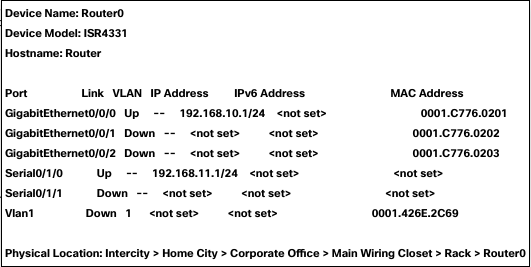 Device Name: Router0
Device Model: ISR4331
Hostname: Router
Port Link VLAN IP Address IPv6 Address MAC Address
GigabitEthernet0/0/0 Up -- 192.168.10.1/24 <not set> 0001.C776.0201
GigabitEthernet0/0/1 Down -- <not set> <not set> 0001.C776.0202
GigabitEthernet0/0/2 Down -- <not set> <not set> 0001.C776.0203
Serial0/1/0 Up -- 192.168.11.1/24 <not set> <not set>
Serial0/1/1 Down -- <not set> <not set> <not set>
Vlan1 Down 1 <not set> <not set> 0001.426E.2C69
Physical Location: Intercity > Home City > Corporate Office > Main Wiring Closet > Rack > Router0